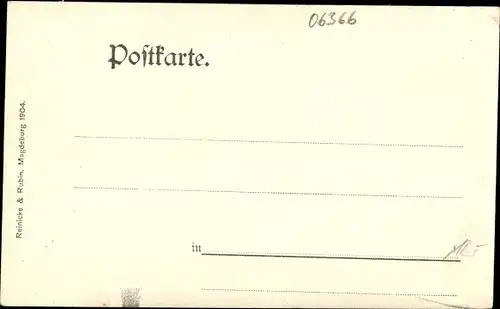 06366
Poſtkarte.
Reinicke & Rubin, Magdeburg 1904.
in